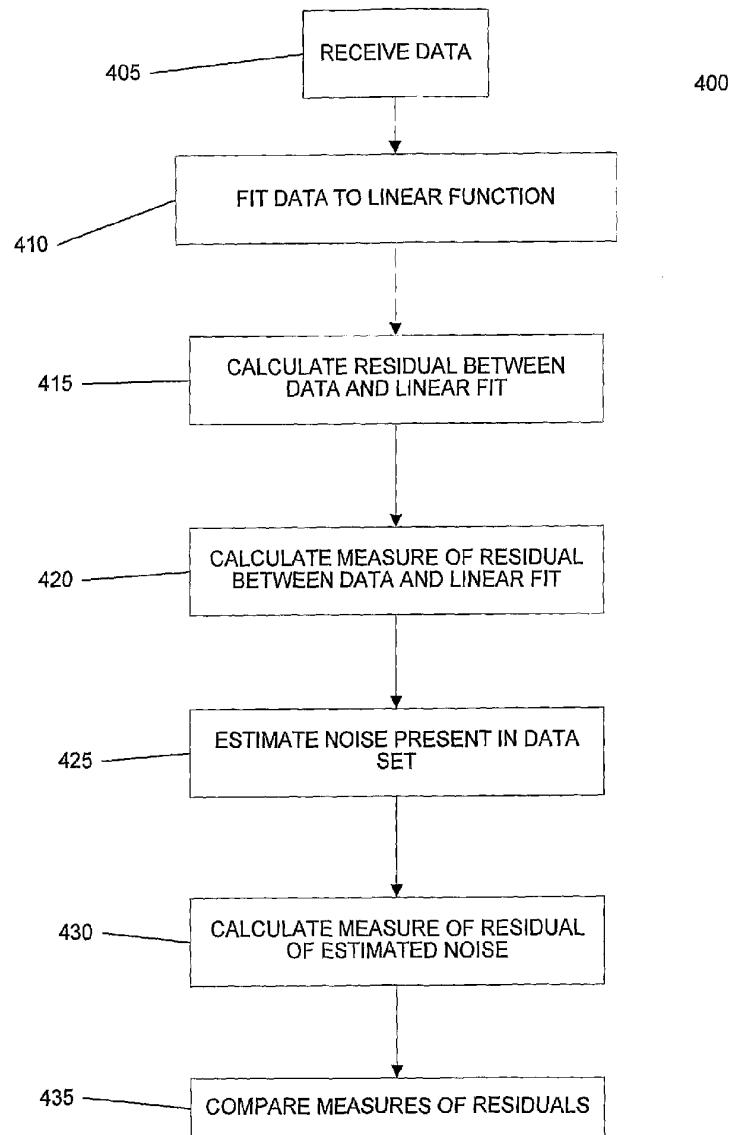 RECEIVE DATA
405
400
FIT DATA TO LINEAR FUNCTION
410
CALCULATE RESIDUAL BETWEEN
DATA AND LINEAR FIT
415
CALCULATE MEASURE OF RESIDUAL
BETWEEN DATA AND LINEAR FIT
420
ESTIMATE NOISE PRESENT IN DATA
SET
425
CALCULATE MEASURE OF RESIDUAL
OF ESTIMATED NOISE
430
COMPARE MEASURES OF RESIDUALS
435